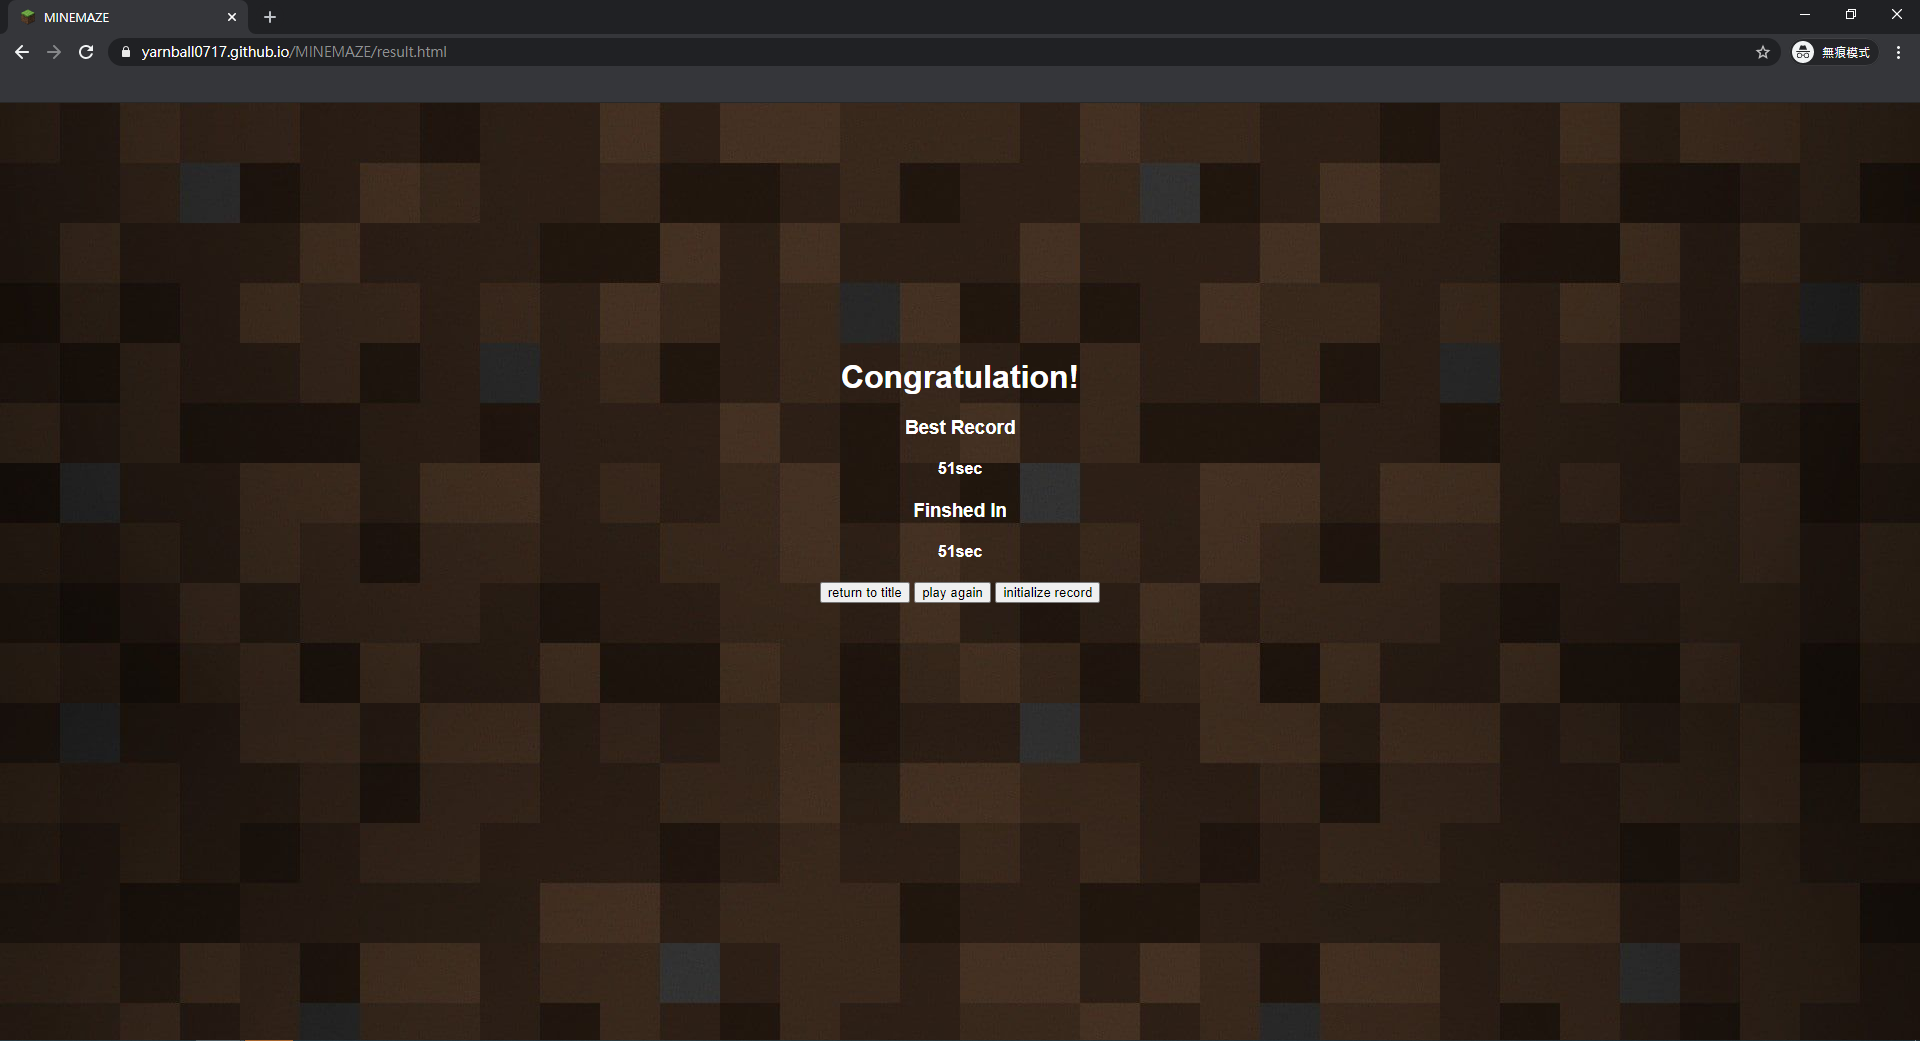 MINEMAZE
yarnball0717.github.io/MINEMAZE/result.html
無痕模式
Congratulation!
Best Record
51sec
Finshed In
51sec
return to title play again initialize record